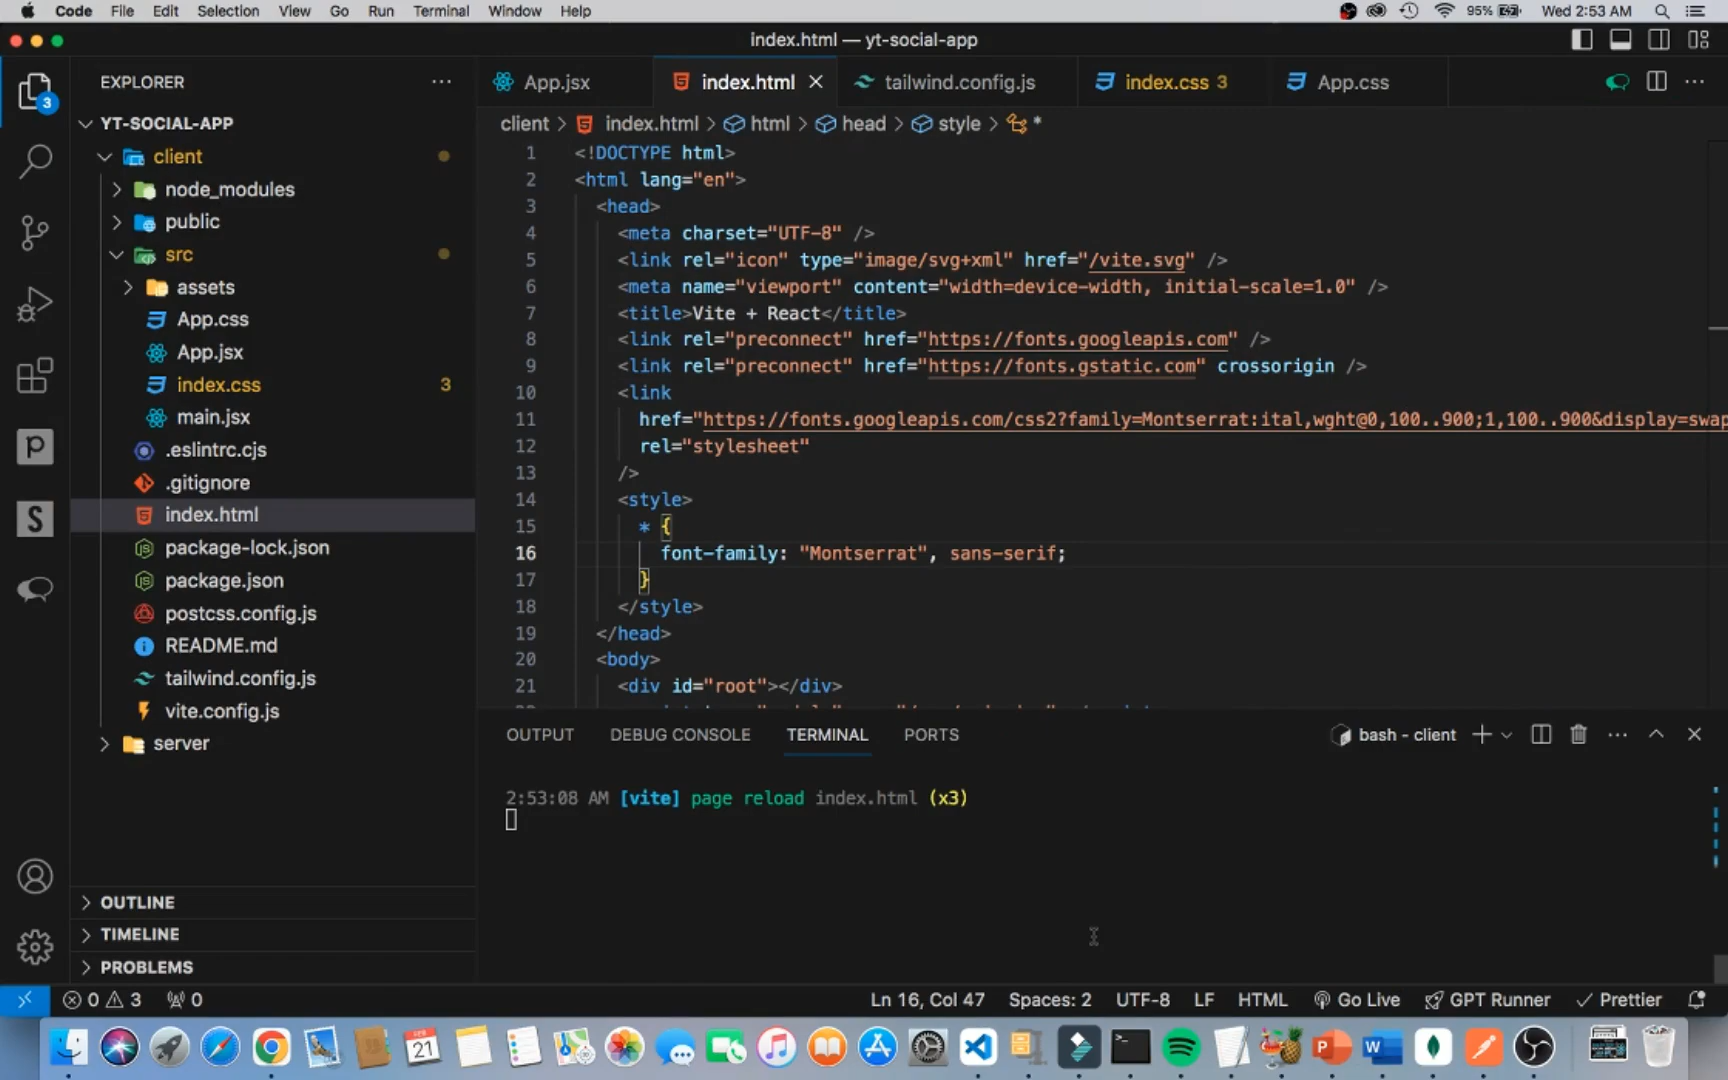 Code File Edit Selection View Go Run Terminal Window Help 95% Wed 2:53 AM
index.html — yt-social-app
EXPLORER
App.jsx index.html tailwind.config.js index.css 3 App.css
3
YT-SOCIAL-APP
client > index.html > html > head > style > *
client
node_modules
public
src
assets
App.css
App.jsx
index.css 3
main.jsx
.eslintrc.cjs
.gitignore
index.html
package-lock.json
package.json
postcss.config.js
README.md
tailwind.config.js
vite.config.js
server
OUTLINE
TIMELINE
PROBLEMS
1 <!DOCTYPE html>
2 <html lang="en">
3 <head>
4 <meta charset="UTF-8" />
5 <link rel="icon" type="image/svg+xml" href="/vite.svg" />
6 <meta name="viewport" content="width=device-width, initial-scale=1.0" />
7 <title>Vite + React</title>
8 <link rel="preconnect" href="https://fonts.googleapis.com" />
9 <link rel="preconnect" href="https://fonts.gstatic.com" crossorigin />
10 <link
11 href="https://fonts.googleapis.com/css2?family=Montserrat:ital,wght@0,100..900;1,100..900&display=swap
12 rel="stylesheet"
13 />
14 <style>
15 * {
16 font-family: "Montserrat", sans-serif;
17 }
18 </style>
19 </head>
20 <body>
21 <div id="root"></div>
OUTPUT DEBUG CONSOLE TERMINAL PORTS bash - client
2:53:08 AM [vite] page reload index.html (x3)
0 3 0 Ln 16, Col 47 Spaces: 2 UTF-8 LF HTML Go Live GPT Runner Prettier
21